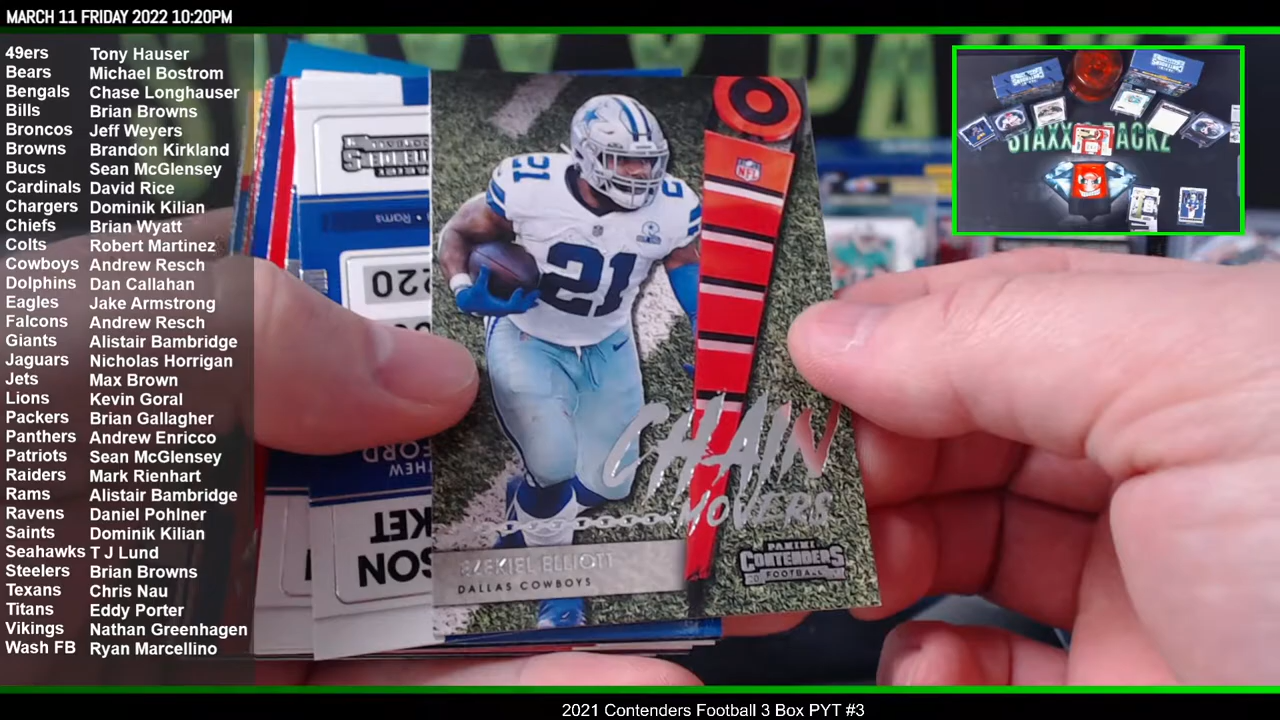 MARCH 11 FRIDAY 2022 10:20PM
49ers Tony Hauser
Bears Michael Bostrom
Bengals Chase Longhauser
Bills Brian Browns
Broncos Jeff Weyers
Browns Brandon Kirkland
Bucs Sean McGlensey
Cardinals David Rice
Chargers Dominik Kilian
Chiefs Brian Wyatt
Colts Robert Martinez
Cowboys Andrew Resch
Dolphins Dan Callahan
Eagles Jake Armstrong
Falcons Andrew Resch
Giants Alistair Bambridge
Jaguars Nicholas Horrigan
Jets Max Brown
Lions Kevin Goral
Packers Brian Gallagher
Panthers Andrew Enricco
Patriots Sean McGlensey
Raiders Mark Rienhart
Rams Alistair Bambridge
Ravens Daniel Pohlner
Saints Dominik Kilian
Seahawks T J Lund
Steelers Brian Browns
Texans Chris Nau
Titans Eddy Porter
Vikings Nathan Greenhagen
Wash FB Ryan Marcellino
NFL
21
21
CHAIN
MOVERS
EZEKIEL ELLIOTT
DALLAS COWBOYS
PANINI
CONTENDERS
FOOTBALL
Rams
STAXX PACKZ
2021 Contenders Football 3 Box PYT #3